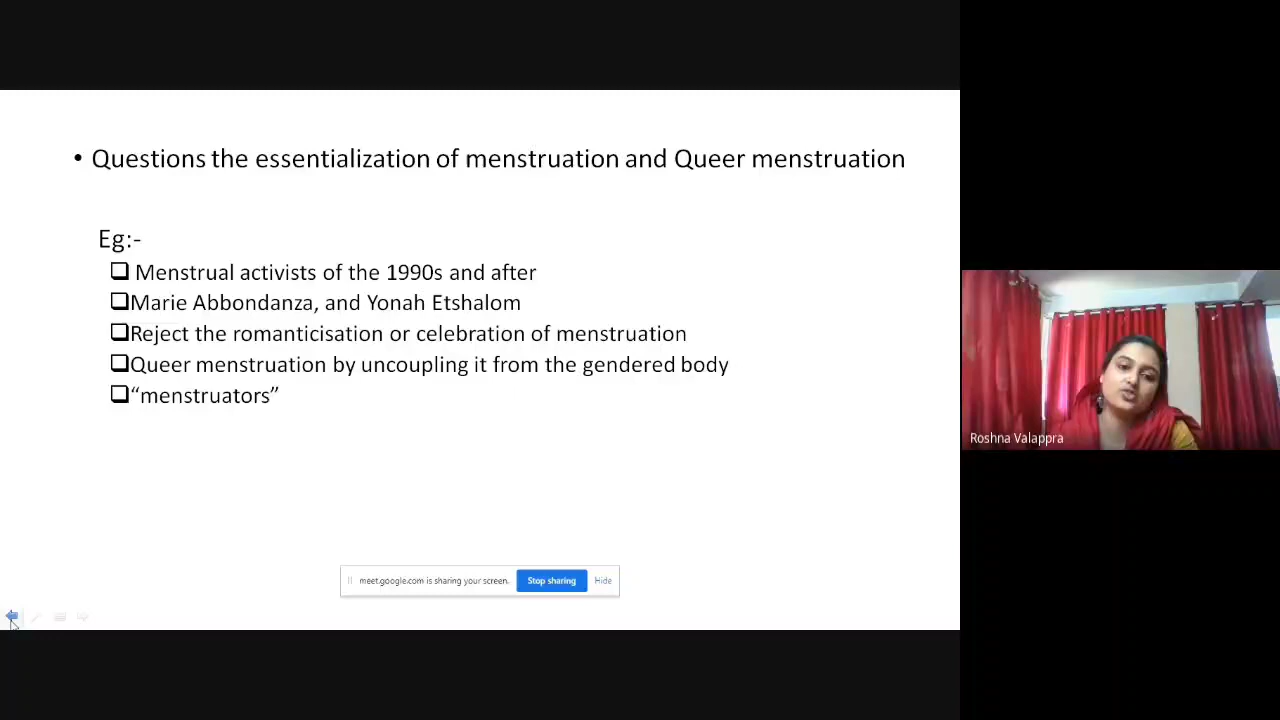 • Questions the essentialization of menstruation and Queer menstruation
Eg:-
❑ Menstrual activists of the 1990s and after
❑Marie Abbondanza, and Yonah Etshalom
❑Reject the romanticisation or celebration of menstruation
❑Queer menstruation by uncoupling it from the gendered body
❑“menstruators”
meet.google.com is sharing your screen. Stop sharing Hide
Roshna Valappra